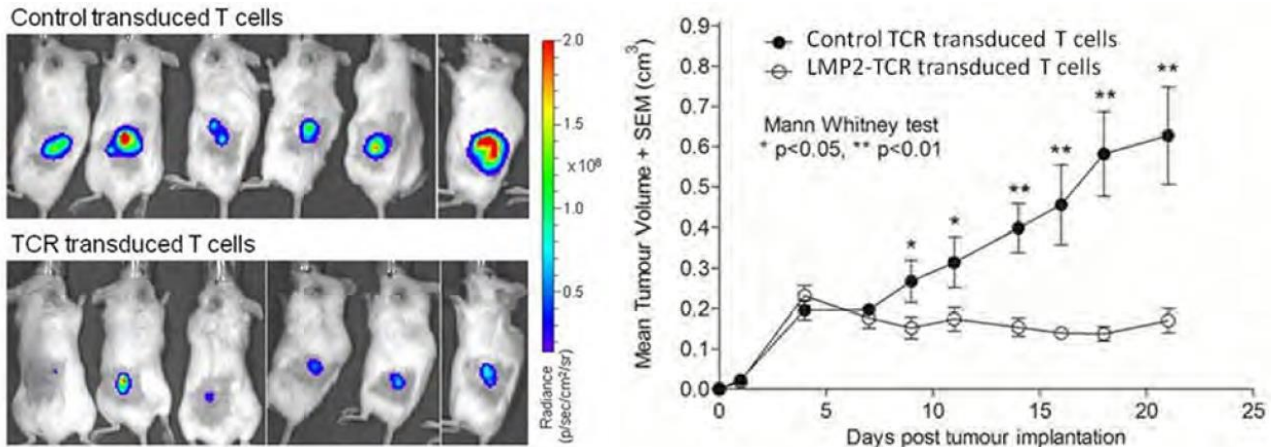 Control transduced T cells
TCR transduced T cells
2.0
1.5
x10⁸
1.0
0.5
Radiance
(p/sec/cm²/sr)
Mean Tumour Volume + SEM (cm³)
0.9
0.8
0.7
0.6
0.5
0.4
0.3
0.2
0.1
0.0
Control TCR transduced T cells
LMP2-TCR transduced T cells
Mann Whitney test
* p<0.05, ** p<0.01
*
*
**
**
**
**
0
5
10
15
20
25
Days post tumour implantation